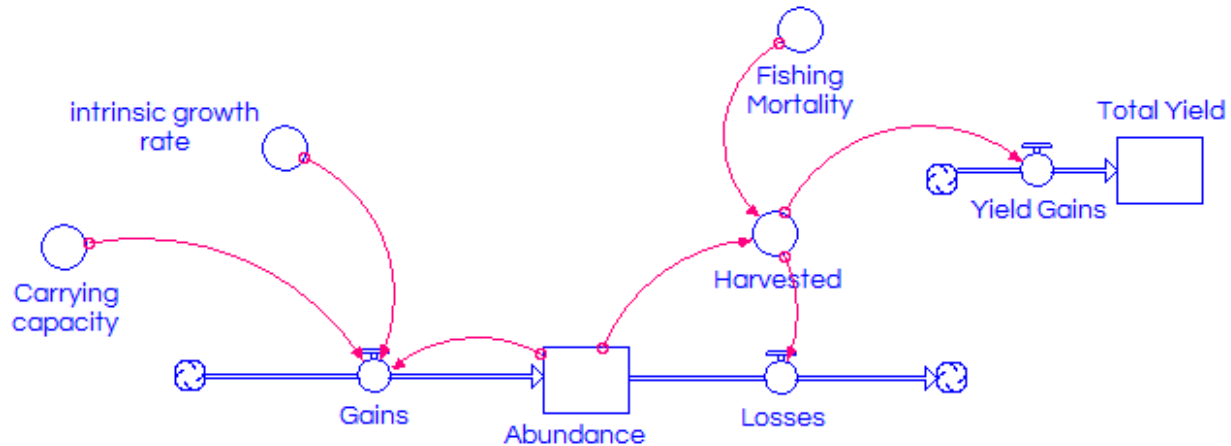 Fishing
Mortality
Total Yield
intrinsic growth
rate
Yield Gains
Harvested
Carrying
capacity
Gains
Losses
Abundance